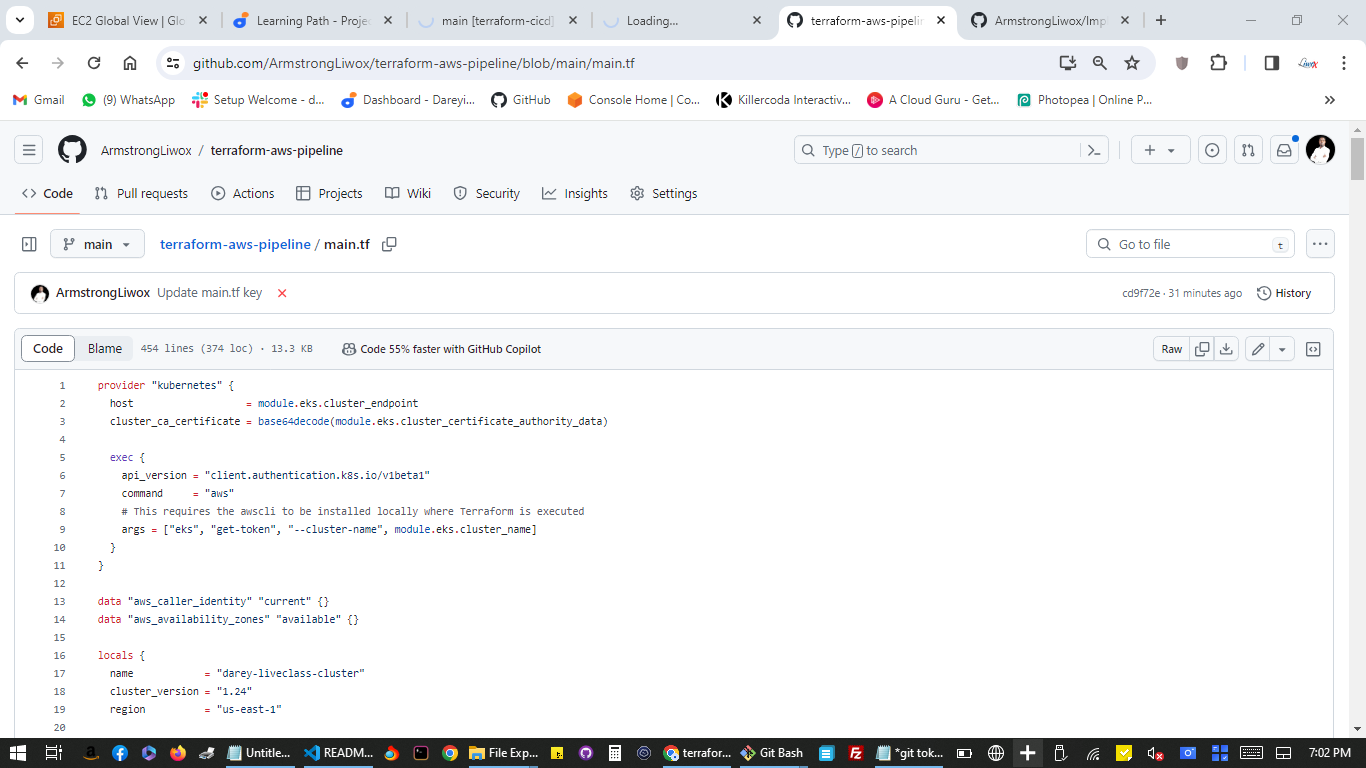 EC2 Global View | Glo
Learning Path - Projec
main [terraform-cicd]
Loading...
terraform-aws-pipelin
ArmstrongLiwox/Impl
github.com/ArmstrongLiwox/terraform-aws-pipeline/blob/main/main.tf
Gmail
(9) WhatsApp
Setup Welcome - d...
Dashboard - Dareyi...
GitHub
Console Home | Co...
Killercoda Interactiv...
A Cloud Guru - Get...
Photopea | Online P...
ArmstrongLiwox / terraform-aws-pipeline
Type / to search
Code
Pull requests
Actions
Projects
Wiki
Security
Insights
Settings
main
terraform-aws-pipeline / main.tf
Go to file
t
ArmstrongLiwox Update main.tf key
cd9f72e · 31 minutes ago
History
Code
Blame
454 lines (374 loc) · 13.3 KB
Code 55% faster with GitHub Copilot
Raw
1 provider "kubernetes" {
2 host = module.eks.cluster_endpoint
3 cluster_ca_certificate = base64decode(module.eks.cluster_certificate_authority_data)
4
5 exec {
6 api_version = "client.authentication.k8s.io/v1beta1"
7 command = "aws"
8 # This requires the awscli to be installed locally where Terraform is executed
9 args = ["eks", "get-token", "--cluster-name", module.eks.cluster_name]
10 }
11 }
12
13 data "aws_caller_identity" "current" {}
14 data "aws_availability_zones" "available" {}
15
16 locals {
17 name = "darey-liveclass-cluster"
18 cluster_version = "1.24"
19 region = "us-east-1"
20
Untitle...
READM...
File Exp...
terrafor...
Git Bash
*git tok...
7:02 PM